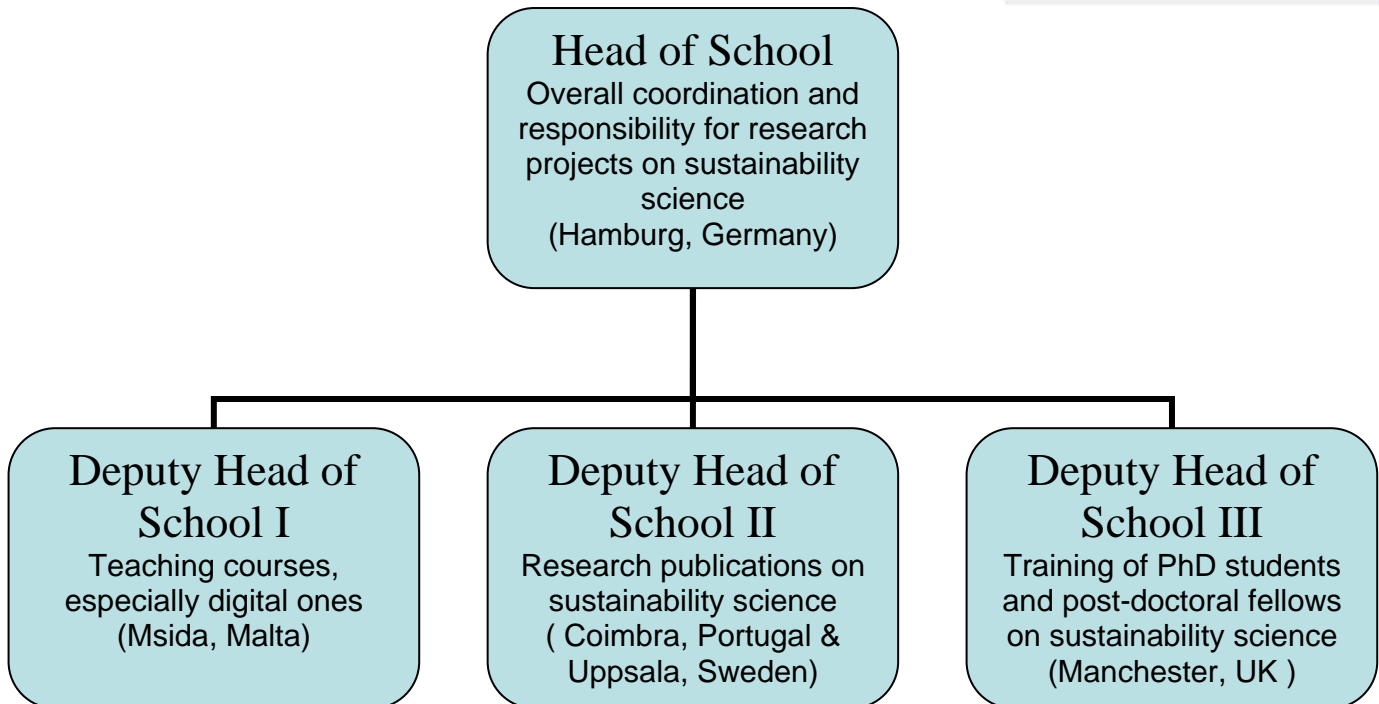 Head of School
Overall coordination and
responsibility for research
projects on sustainability
science
(Hamburg, Germany)
Deputy Head of
School I
Teaching courses,
especially digital ones
(Msida, Malta)
Deputy Head of
School II
Research publications on
sustainability science
( Coimbra, Portugal &
Uppsala, Sweden)
Deputy Head of
School III
Training of PhD students
and post-doctoral fellows
on sustainability science
(Manchester, UK )